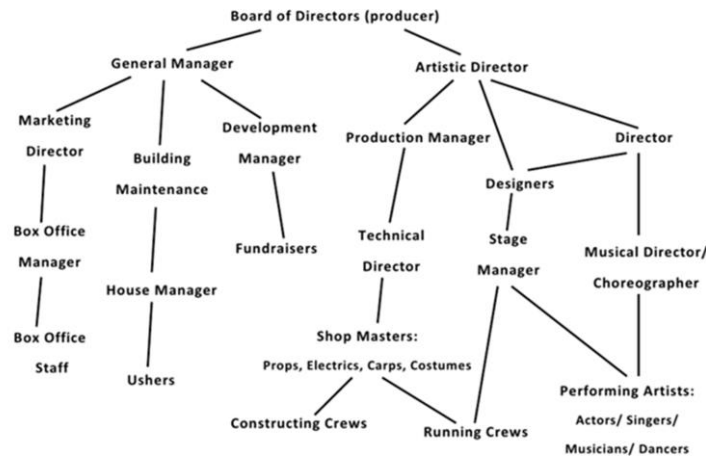 Board of Directors (producer)
General Manager
Artistic Director
Marketing
Director
Development
Manager
Building
Maintenance
Production Manager
Director
Designers
Box Office
Manager
Fundraisers
Technical
Director
Stage
Manager
Musical Director/
Choreographer
House Manager
Box Office
Staff
Shop Masters:
Props, Electrics, Carps, Costumes
Ushers
Performing Artists:
Actors/ Singers/
Musicians/ Dancers
Constructing Crews
Running Crews